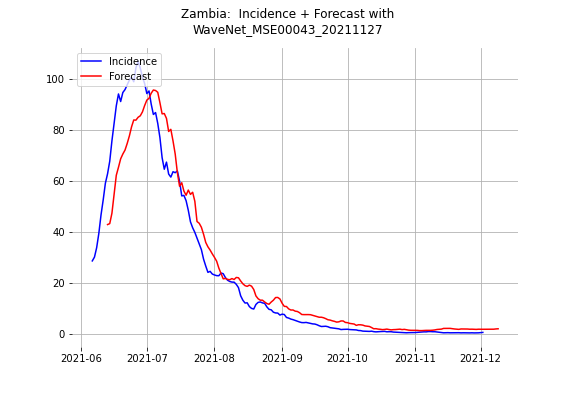 Zambia:  Incidence + Forecast with
WaveNet_MSE00043_20211127
Incidence
Forecast
100
80
60
40
20
0
2021-06 2021-07 2021-08 2021-09 2021-10 2021-11 2021-12